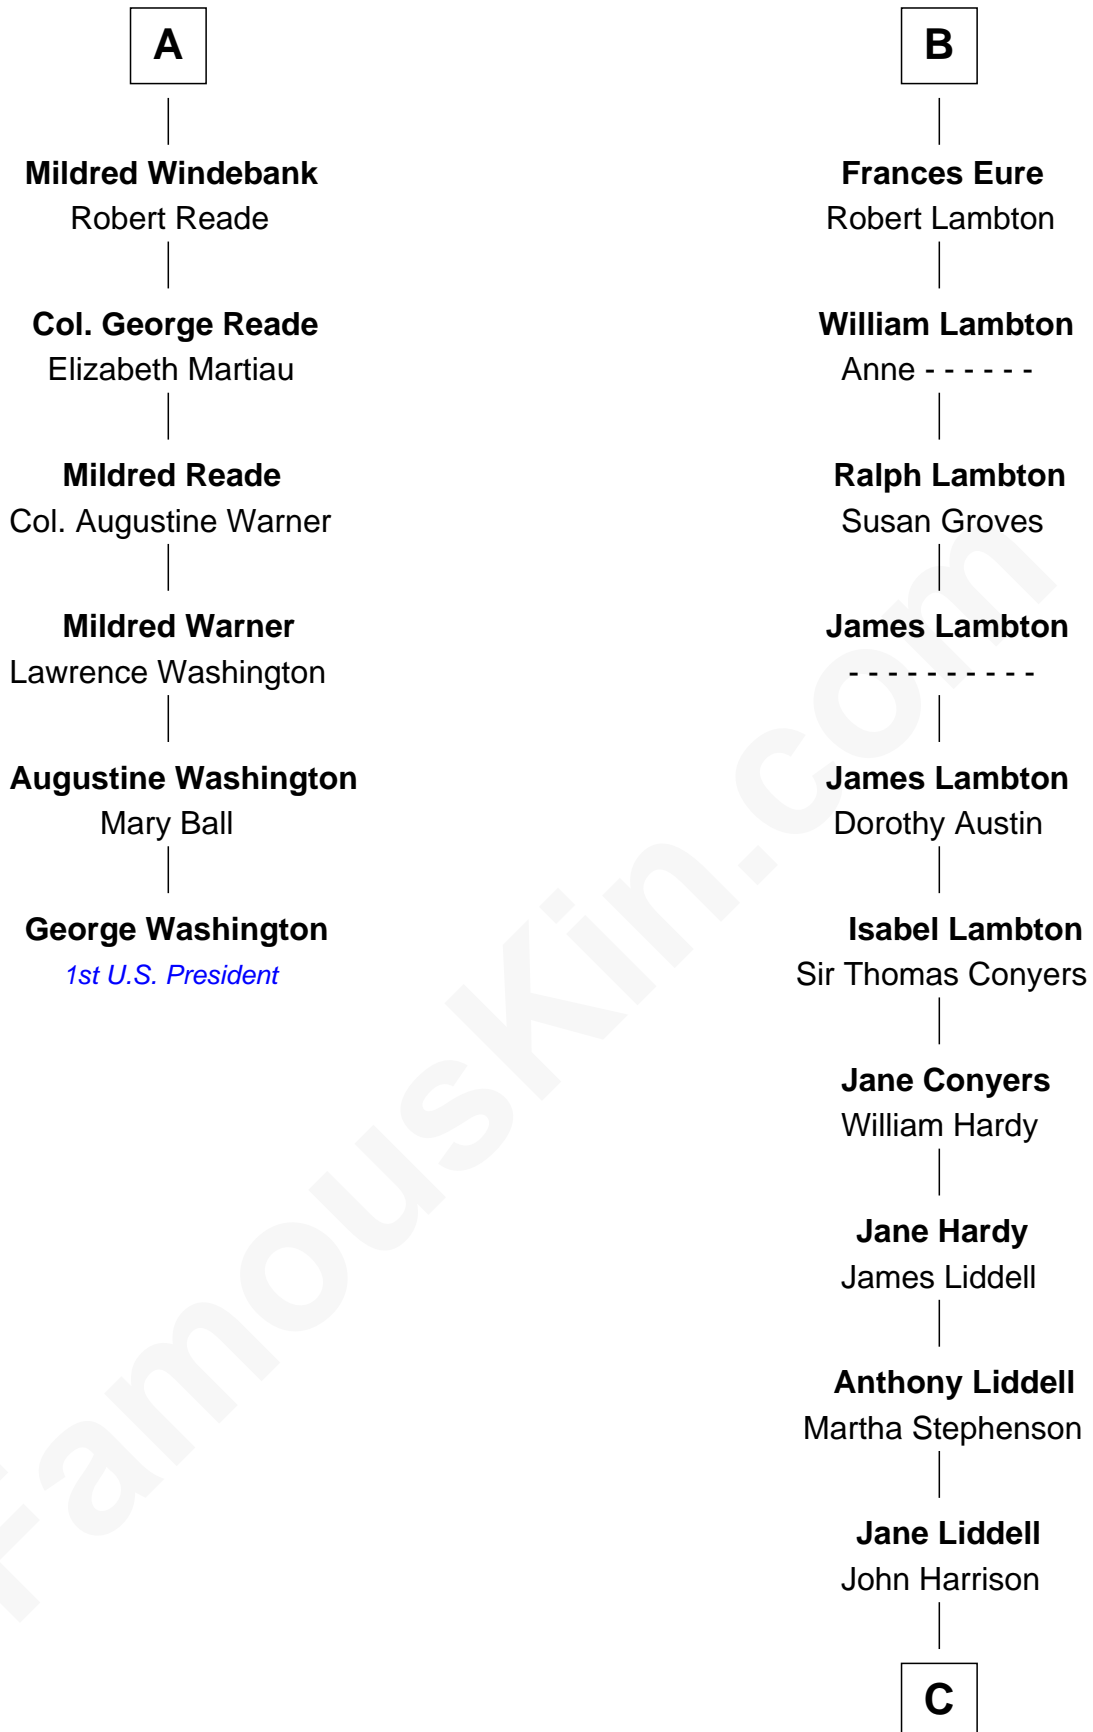 A
Mildred Windebank
Robert Reade
Col. George Reade
Elizabeth Martiau
Mildred Reade
Col. Augustine Warner
Mildred Warner
Lawrence Washington
Augustine Washington
Mary Ball
George Washington
1st U.S. President
B
Frances Eure
Robert Lambton
William Lambton
Anne - - - - - -
Ralph Lambton
Susan Groves
James Lambton
- - - - - - - - - -
James Lambton
Dorothy Austin
Isabel Lambton
Sir Thomas Conyers
Jane Conyers
William Hardy
Jane Hardy
James Liddell
Anthony Liddell
Martha Stephenson
Jane Liddell
John Harrison
C
FamousKin.com